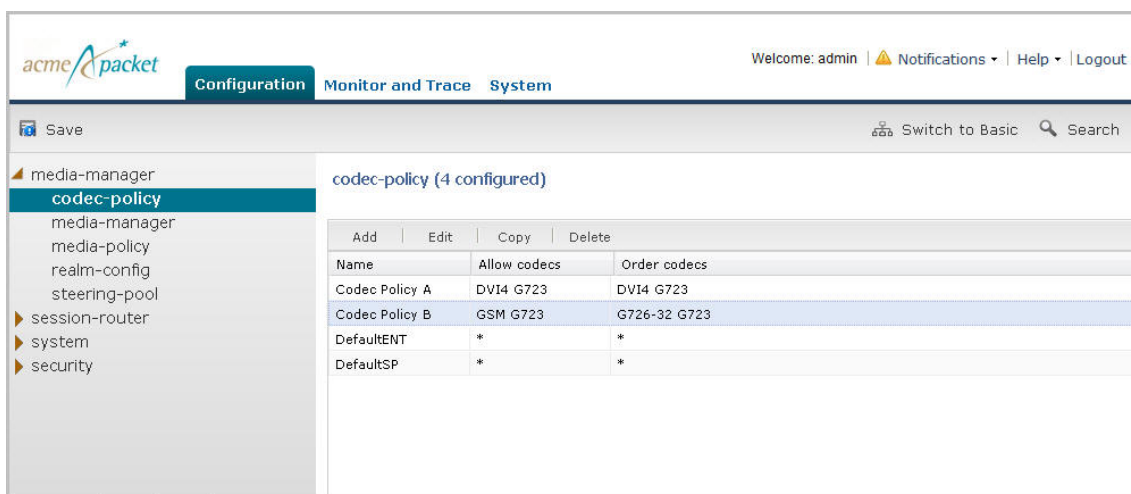 acme packet
Configuration Monitor and Trace System
Welcome: admin | Notifications | Help | Logout
Save
Switch to Basic Search
media-manager
codec-policy
media-manager
media-policy
realm-config
steering-pool
session-router
system
security
codec-policy (4 configured)
Add | Edit | Copy | Delete
Name Allow codecs Order codecs
Codec Policy A DVI4 G723 DVI4 G723
Codec Policy B GSM G723 G726-32 G723
DefaultENT * *
DefaultSP * *